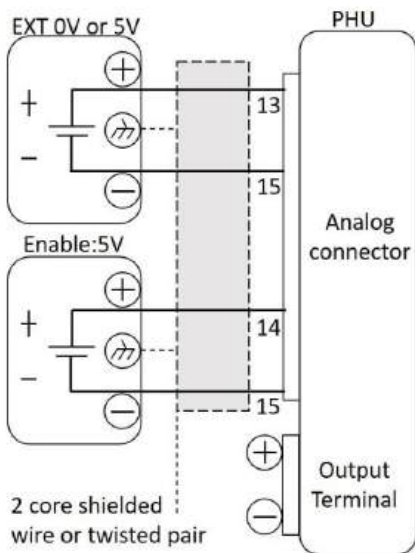 EXT 0V or 5V
PHU
+
+
13
-
15
-
Analog
connector
Enable:5V
+
+
14
-
15
-
+
Output
Terminal
-
2 core shielded
wire or twisted pair